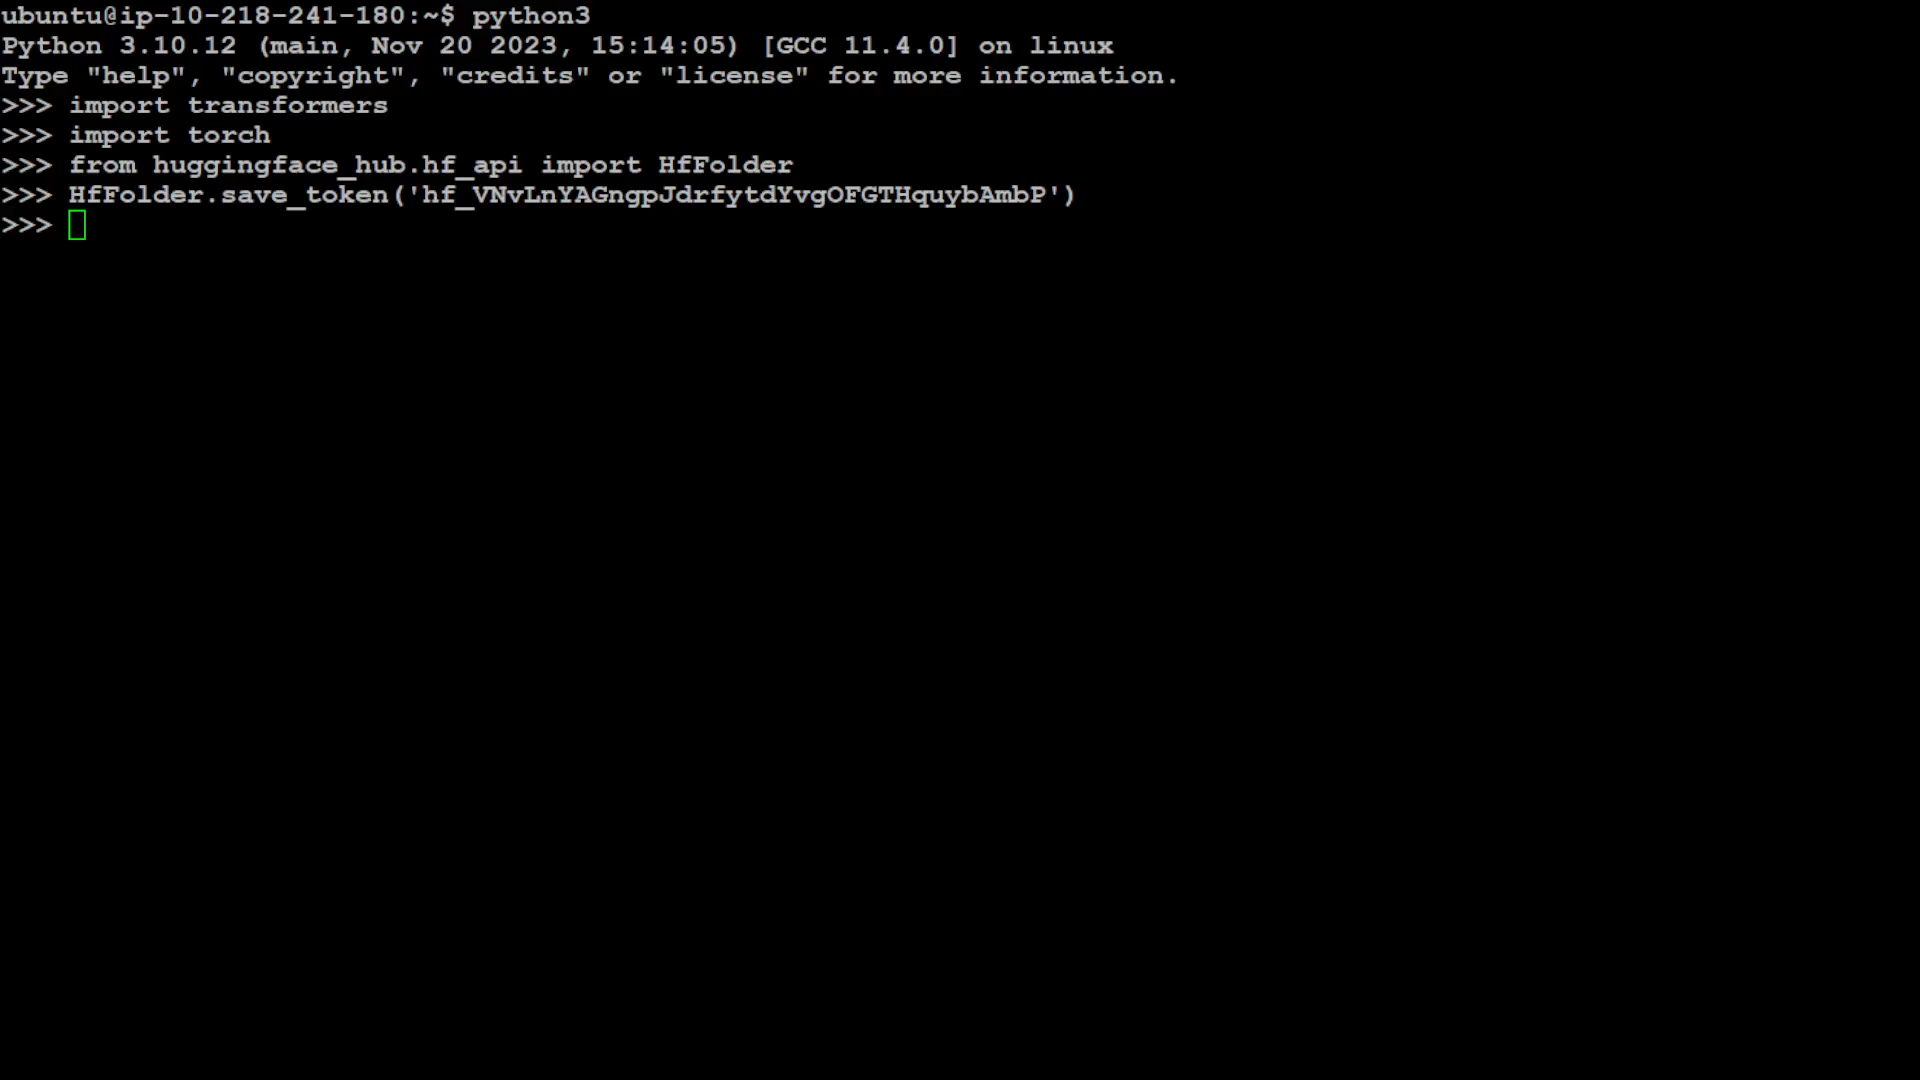 ubuntu@ip-10-218-241-180:~$ python3
Python 3.10.12 (main, Nov 20 2023, 15:14:05) [GCC 11.4.0] on linux
Type "help", "copyright", "credits" or "license" for more information.
>>> import transformers
>>> import torch
>>> from huggingface_hub.hf_api import HfFolder
>>> HfFolder.save_token('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')
>>>